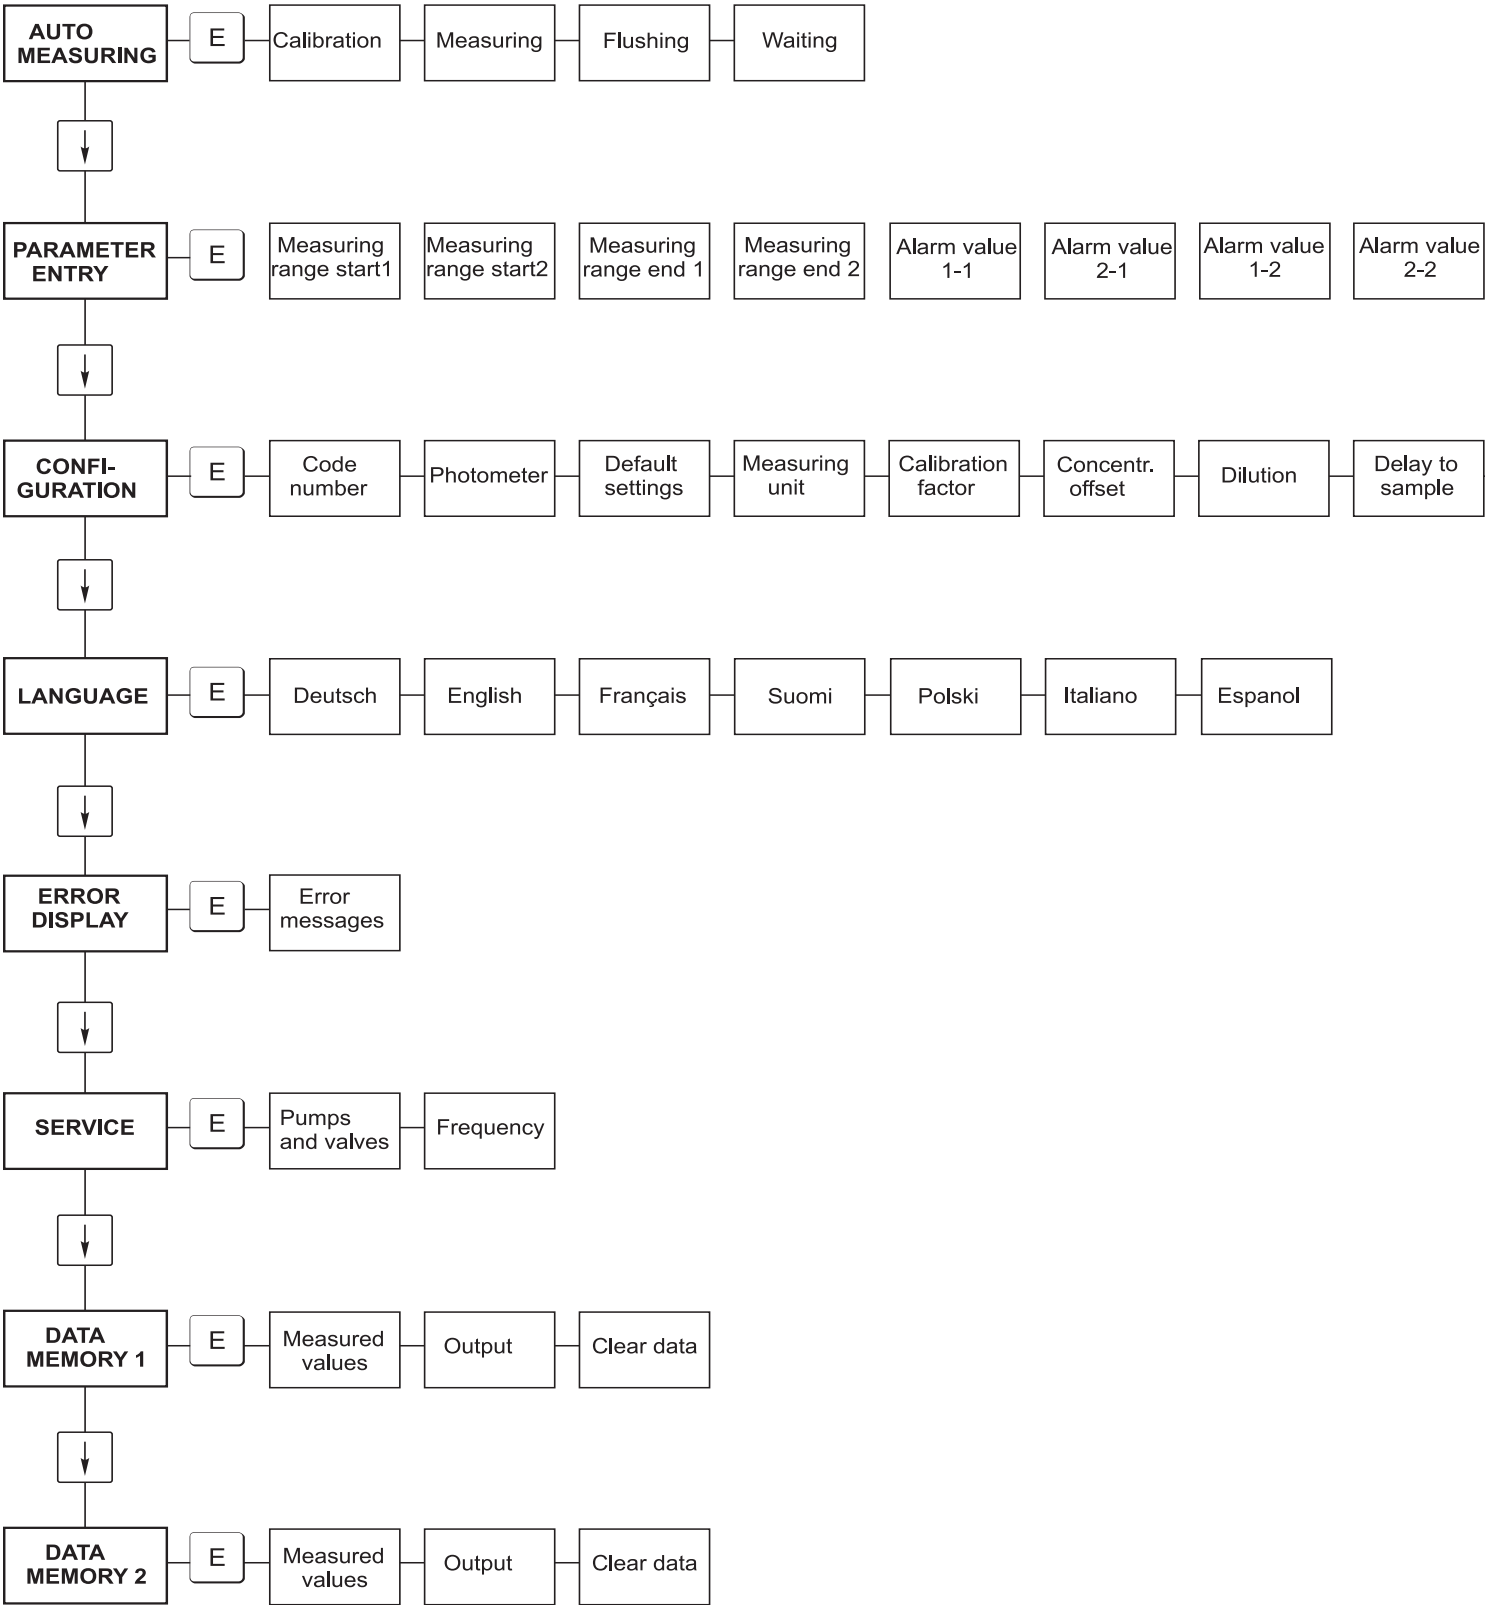 AUTO
MEASURING
E
Calibration
Measuring
Flushing
Waiting
PARAMETER
ENTRY
E
Measuring
range start1
Measuring
range start2
Measuring
range end 1
Measuring
range end 2
Alarm value
1-1
Alarm value
2-1
Alarm value
1-2
Alarm value
2-2
CONFI-
GURATION
E
Code
number
Photometer
Default
settings
Measuring
unit
Calibration
factor
Concentr.
offset
Dilution
Delay to
sample
LANGUAGE
E
Deutsch
English
Français
Suomi
Polski
Italiano
Espanol
ERROR
DISPLAY
E
Error
messages
SERVICE
E
Pumps
and valves
Frequency
DATA
MEMORY 1
E
Measured
values
Output
Clear data
DATA
MEMORY 2
E
Measured
values
Output
Clear data